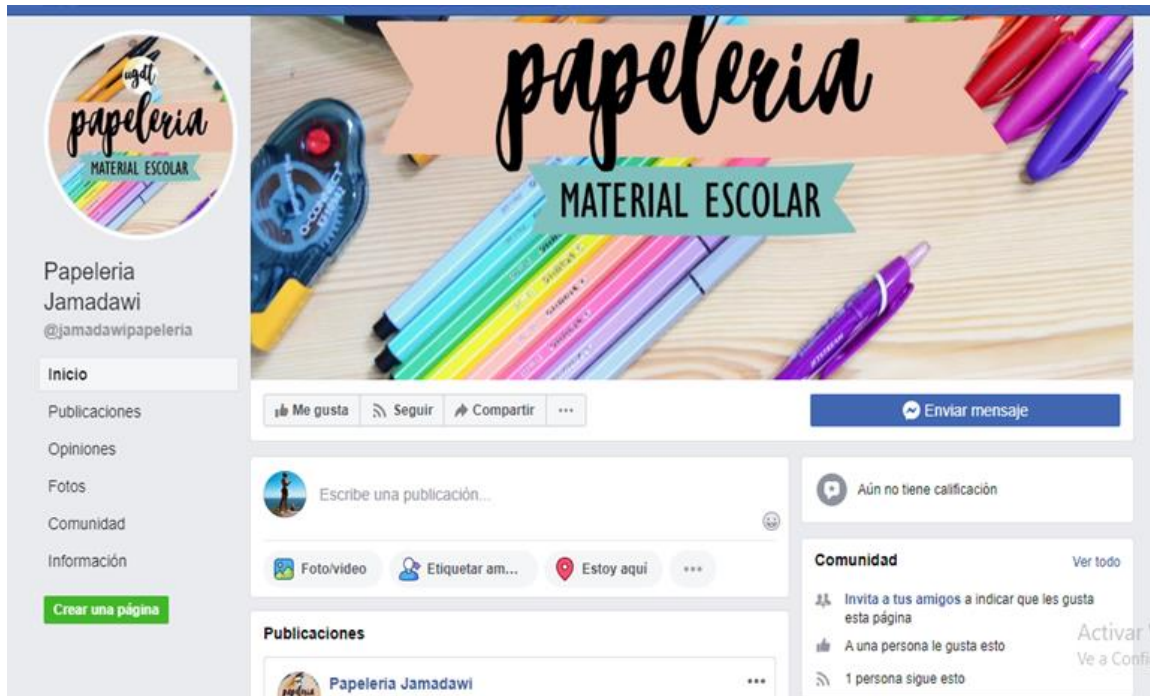 ugdt
papeleria
MATERIAL ESCOLAR
Papeleria
Jamadawi
@jamadawipapeleria
Inicio
Publicaciones
Opiniones
Fotos
Comunidad
Información
Crear una página
papeleria
MATERIAL ESCOLAR
Me gusta
Seguir
Compartir
Enviar mensaje
Escribe una publicación...
Foto/video
Etiquetar am...
Estoy aquí
Publicaciones
Papeleria Jamadawi
Aún no tiene calificación
Comunidad
Ver todo
Invita a tus amigos a indicar que les gusta
esta página
A una persona le gusta esto
1 persona sigue esto
Activar
Ve a Confi